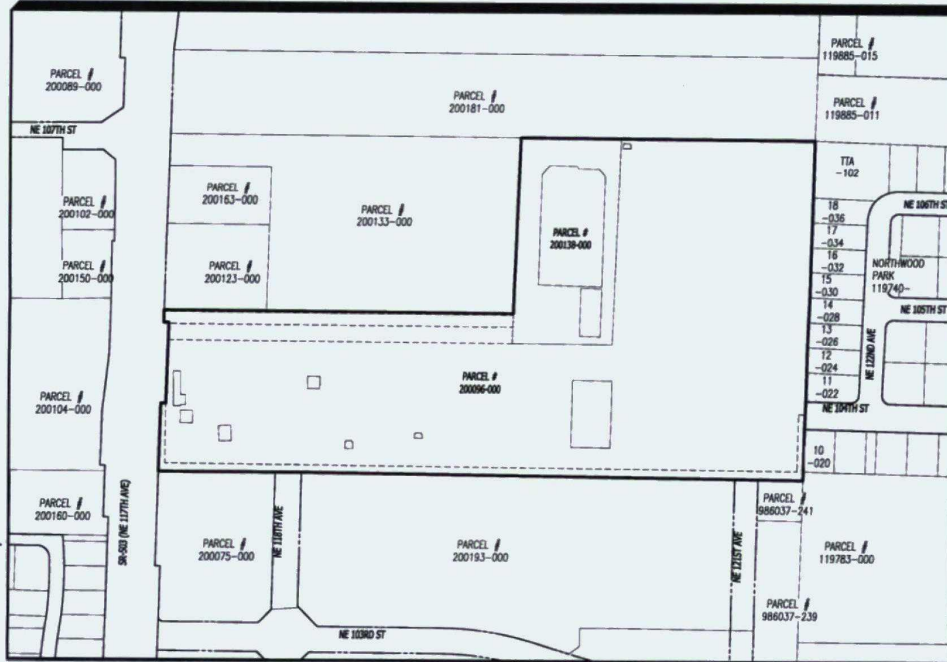 PARCEL #
119885-015
PARCEL #
200089-000
PARCEL #
200181-000
PARCEL #
119885-011
NE 107TH ST
TTA
-102
PARCEL #
200163-000
PARCEL #
200102-000
PARCEL #
200133-000
PARCEL #
200138-000
18
-036
NE 106TH ST
17
-034
16
-032
NORTHWOOD
PARK
119740-
PARCEL #
200150-000
PARCEL #
200123-000
15
-030
14
-028
NE 105TH ST
13
-026
12
-024
NE 122ND AVE
11
-022
PARCEL #
200096-000
PARCEL #
200104-000
NE 104TH ST
10
-020
PARCEL #
200160-000
SR-503 (NE 117TH AVE)
PARCEL #
200075-000
NE 118TH AVE
PARCEL #
200193-000
NE 121ST AVE
PARCEL #
986037-241
PARCEL #
119783-000
PARCEL #
986037-239
NE 103RD ST